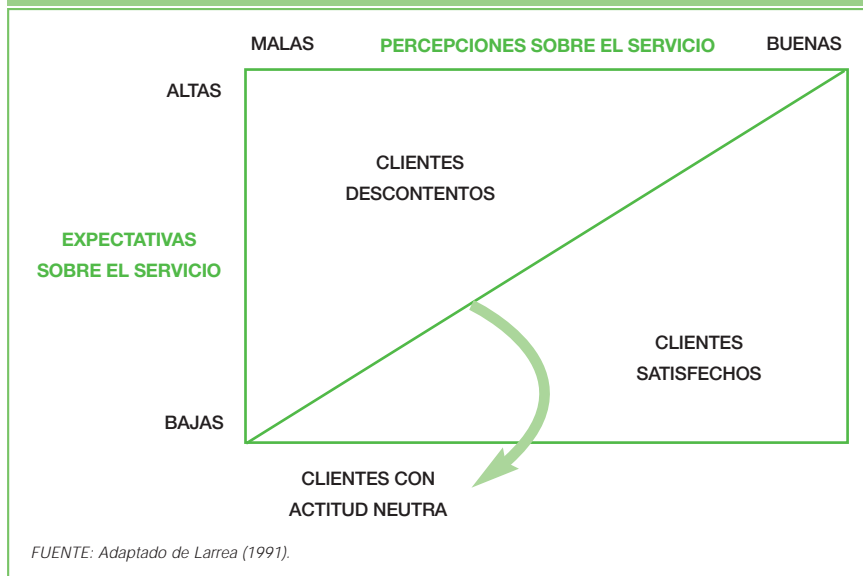 MALAS PERCEPCIONES SOBRE EL SERVICIO BUENAS
ALTAS
CLIENTES
DESCONTENTOS
EXPECTATIVAS
SOBRE EL SERVICIO
CLIENTES
SATISFECHOS
BAJAS
CLIENTES CON
ACTITUD NEUTRA
FUENTE: Adaptado de Larrea (1991).